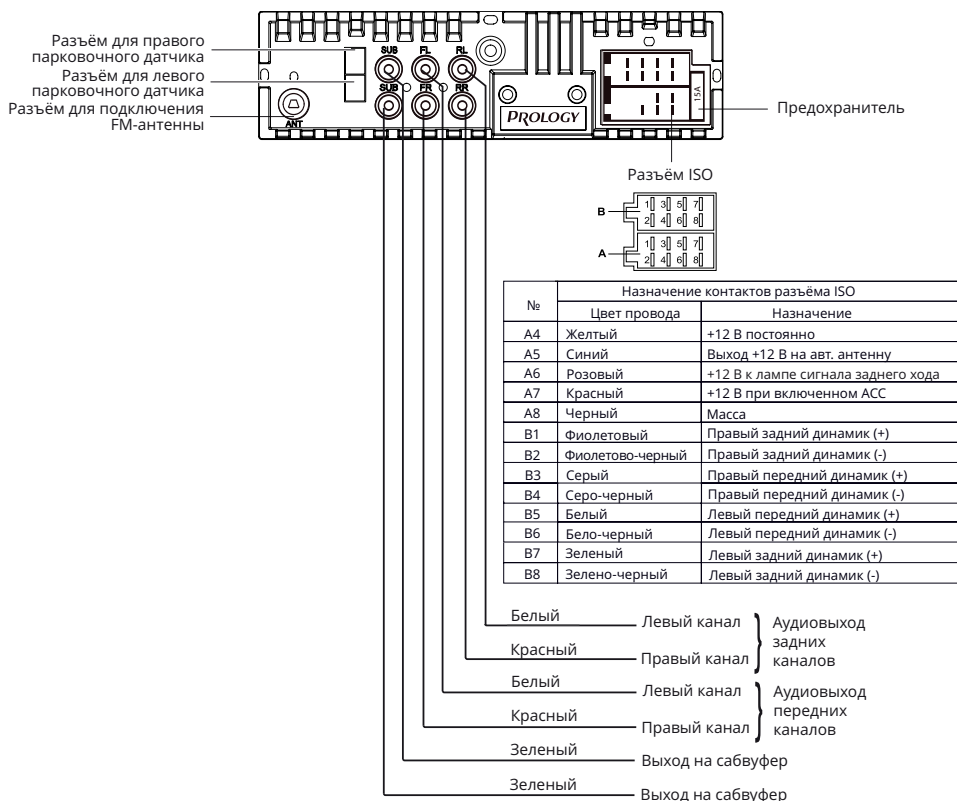 Разъём для правого
парковочного датчика
Разъём для левого
парковочного датчика
Разъём для подключения
FM-антенны
ANT
SUB FL RL
SUB FR RR
PROLOGY
15A
Предохранитель
Разъём ISO
B
1 3 5 7
2 4 6 8
A
1 3 5 7
2 4 6 8
№ Назначение контактов разъёма ISO
Цвет провода Назначение
A4 Желтый +12 В постоянно
A5 Синий Выход +12 В на авт. антенну
A6 Розовый +12 В к лампе сигнала заднего хода
A7 Красный +12 В при включенном ACC
A8 Черный Масса
B1 Фиолетовый Правый задний динамик (+)
B2 Фиолетово-черный Правый задний динамик (-)
B3 Серый Правый передний динамик (+)
B4 Серо-черный Правый передний динамик (-)
B5 Белый Левый передний динамик (+)
B6 Бело-черный Левый передний динамик (-)
B7 Зеленый Левый задний динамик (+)
B8 Зелено-черный Левый задний динамик (-)
Белый Левый канал
Красный Правый канал
Аудиовыход
задних
каналов
Белый Левый канал
Красный Правый канал
Аудиовыход
передних
каналов
Зеленый Выход на сабвуфер
Зеленый Выход на сабвуфер